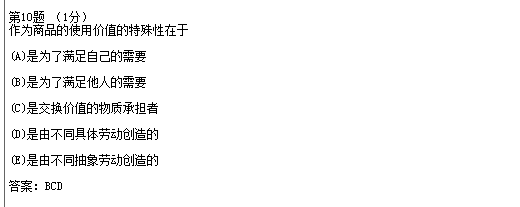 第10题 （1分）
作为商品的使用价值的特殊性在于
(A)是为了满足自己的需要
(B)是为了满足他人的需要
(C)是交换价值的物质承担者
(D)是由不同具体劳动创造的
(E)是由不同抽象劳动创造的
答案：BCD